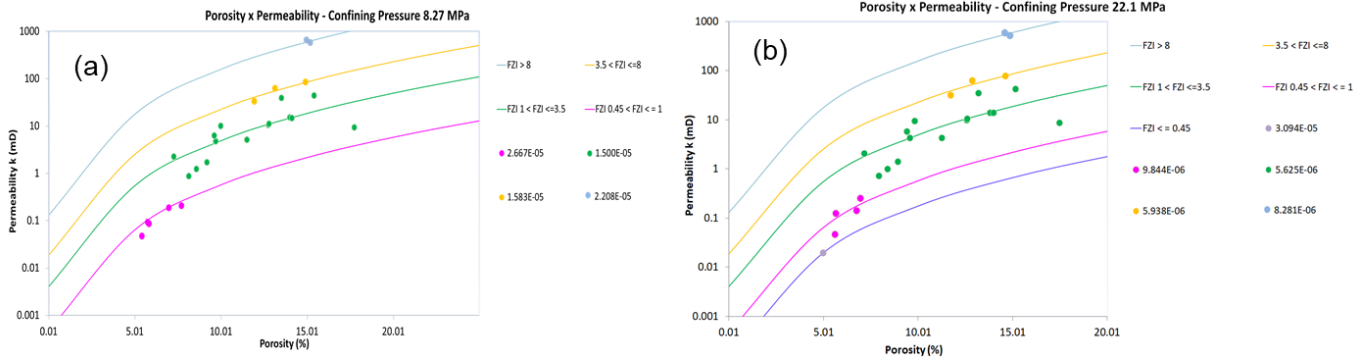 Porosity x Permeability - Confining Pressure 8.27 MPa
(a)
1000
100
10
1
0.1
0.01
0.001
Permeability k (mD)
0.01 5.01 10.01 15.01 20.01
Porosity (%)
FZI > 8
3.5 < FZI <=8
FZI 1 < FZI <=3.5
FZI 0.45 < FZI < = 1
2.667E-05
1.500E-05
1.583E-05
2.208E-05
Porosity x Permeability - Confining Pressure 22.1 MPa
(b)
1000
100
10
1
0.1
0.01
0.001
Permeability k (mD)
0.01 5.01 10.01 15.01 20.01
Porosity (%)
FZI > 8
3.5 < FZI <=8
FZI 1 < FZI <=3.5
FZI 0.45 < FZI < = 1
FZI < = 0.45
3.094E-05
9.844E-06
5.625E-06
5.938E-06
8.281E-06